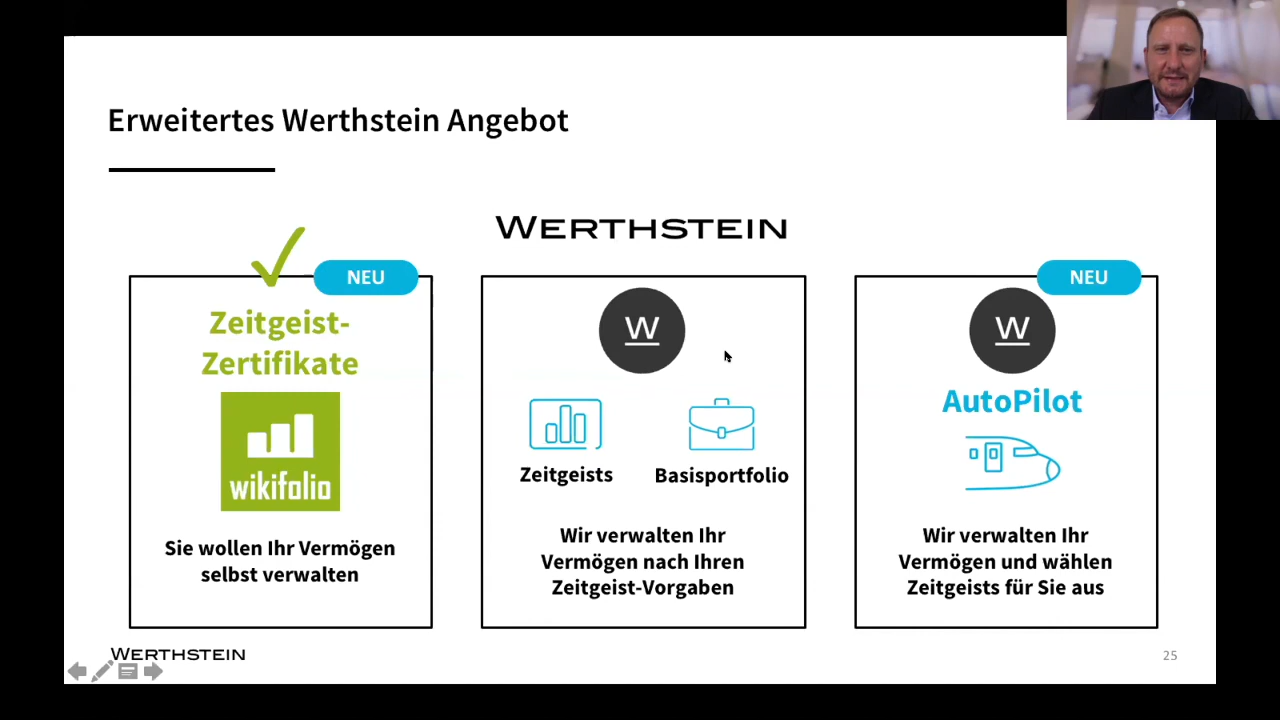 Erweitertes Werthstein Angebot
WERTHSTEIN
NEU
Zeitgeist-
Zertifikate
wikifolio
Sie wollen Ihr Vermögen
selbst verwalten
W
Zeitgeists
Basisportfolio
Wir verwalten Ihr
Vermögen nach Ihren
Zeitgeist-Vorgaben
NEU
W
AutoPilot
Wir verwalten Ihr
Vermögen und wählen
Zeitgeists für Sie aus
WERTHSTEIN
25